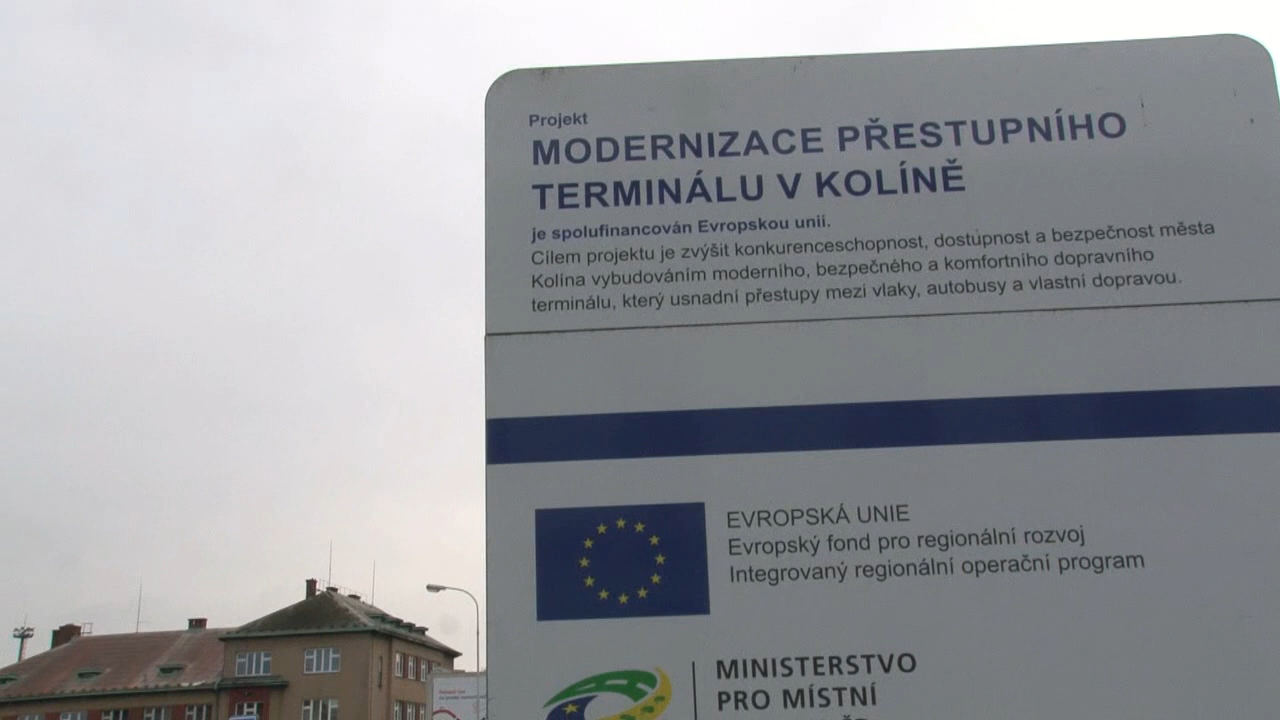 Projekt
MODERNIZACE PŘESTUPNÍHO
TERMINÁLU V KOLÍNĚ
je spolufinancován Evropskou unii.
Cílem projektu je zvýšit konkurenceschopnost, dostupnost a bezpečnost města
Kolína vybudováním moderního, bezpečného a komfortního dopravního
terminálu, který usnadní přestupy mezi vlaky, autobusy a vlastní dopravou.
EVROPSKÁ UNIE
Evropský fond pro regionální rozvoj
Integrovaný regionální operační program
MINISTERSTVO
PRO MÍSTNÍ